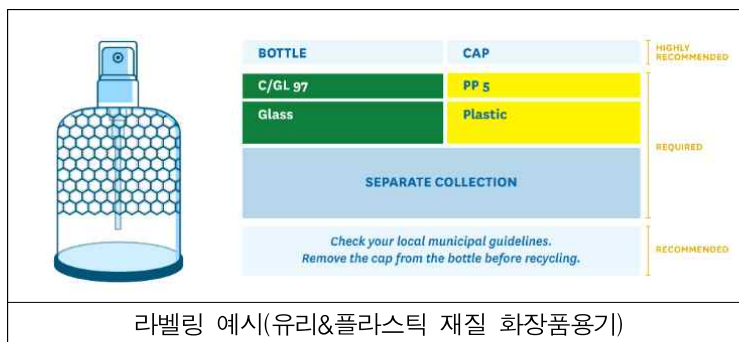 BOTTLE CAP HIGHLY
RECOMMENDED
C/GL 97 PP 5
Glass Plastic
REQUIRED
SEPARATE COLLECTION
Check your local municipal guidelines.
Remove the cap from the bottle before recycling.
RECOMMENDED
라벨링 예시(유리&플라스틱 재질 화장품용기)